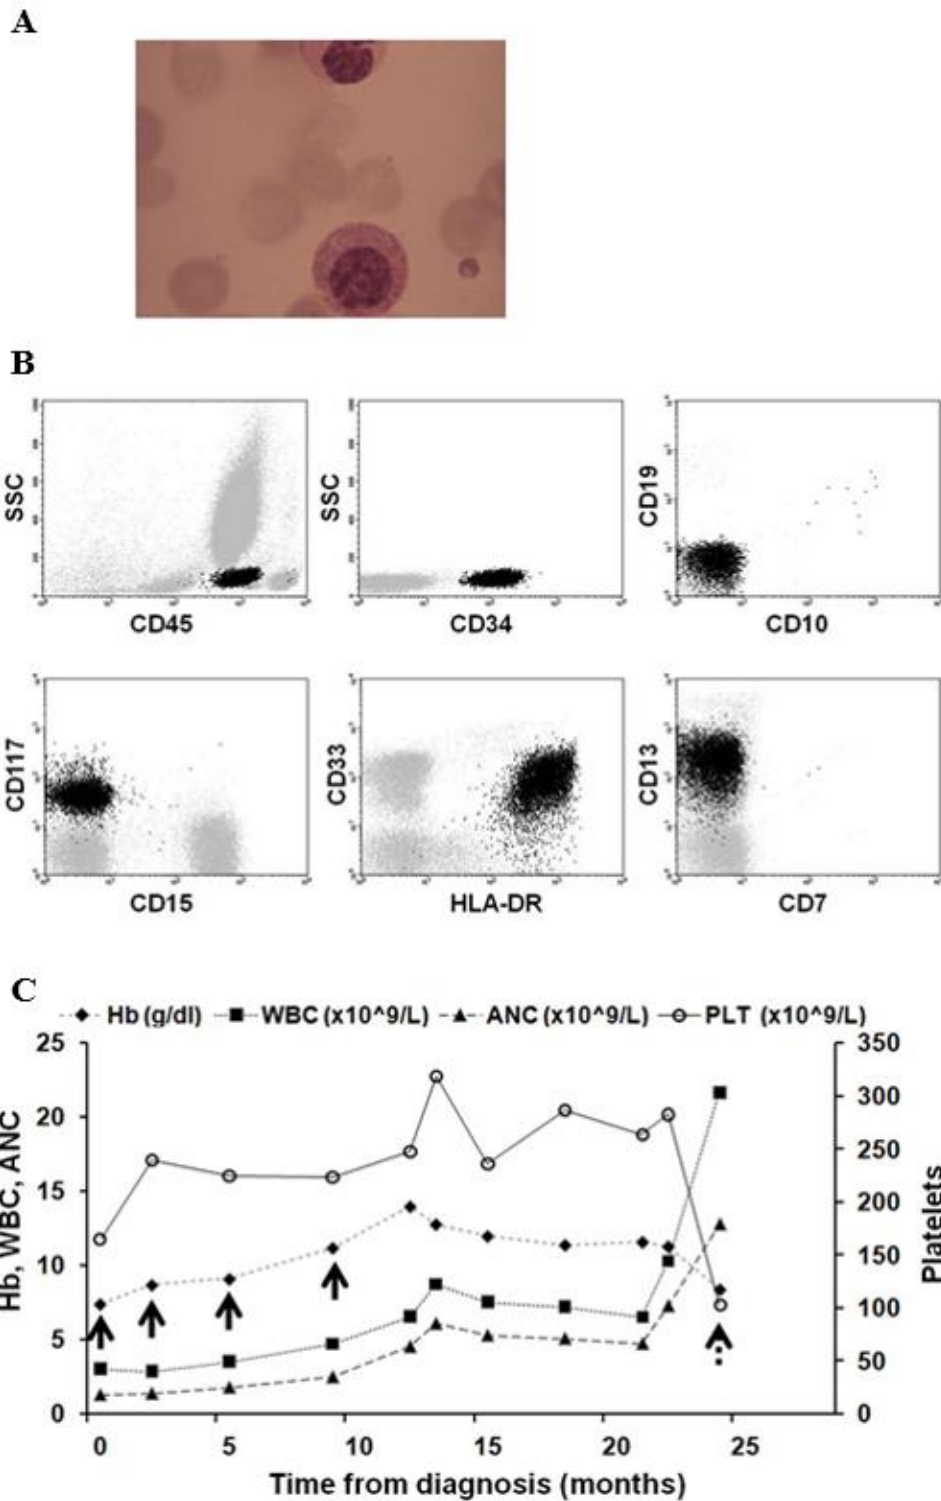 A
B
SSC
CD45
SSC
CD34
CD19
CD10
CD117
CD15
CD33
HLA-DR
CD13
CD7
C
Hb (g/dl) WBC (x10^9/L) ANC (x10^9/L) PLT (x10^9/L)
Hb, WBC, ANC
25
20
15
10
5
0
350
300
250
200
150
100
50
0
Platelets
0 5 10 15 20 25
Time from diagnosis (months)